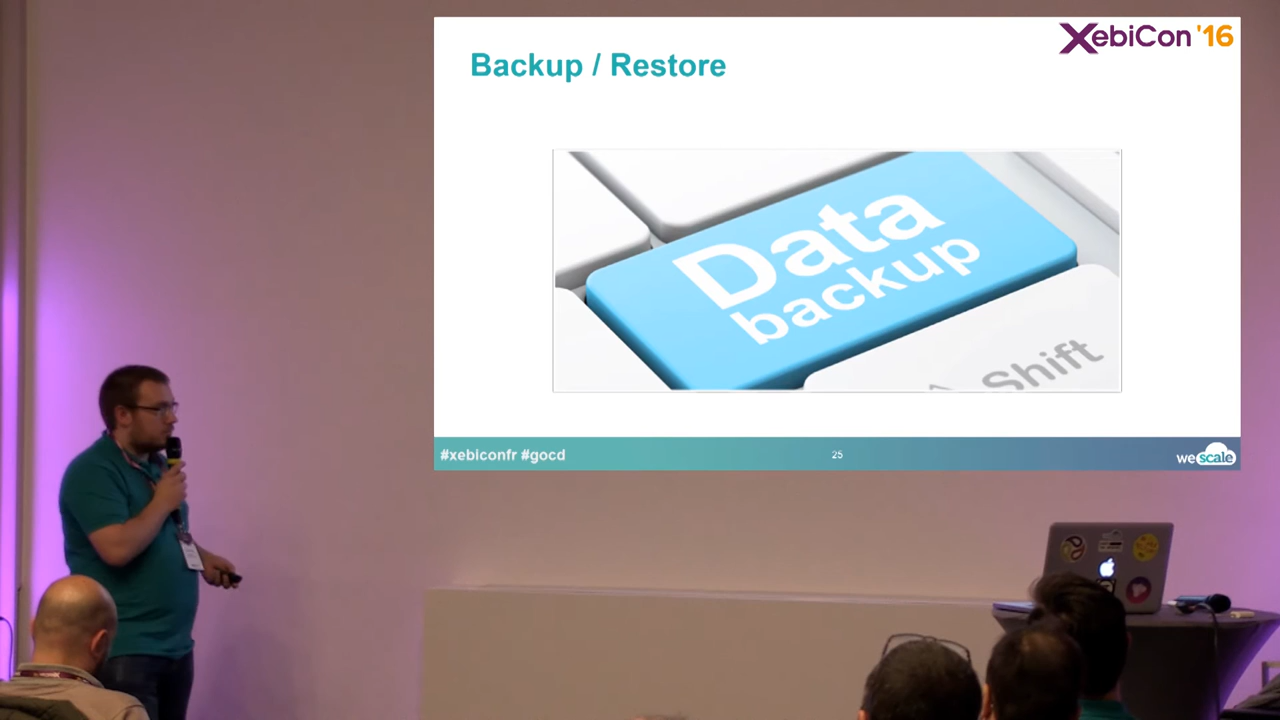 XebiCon '16
Backup / Restore
Data
backup
Shift
#xebiconfr #gocd
25
wescale